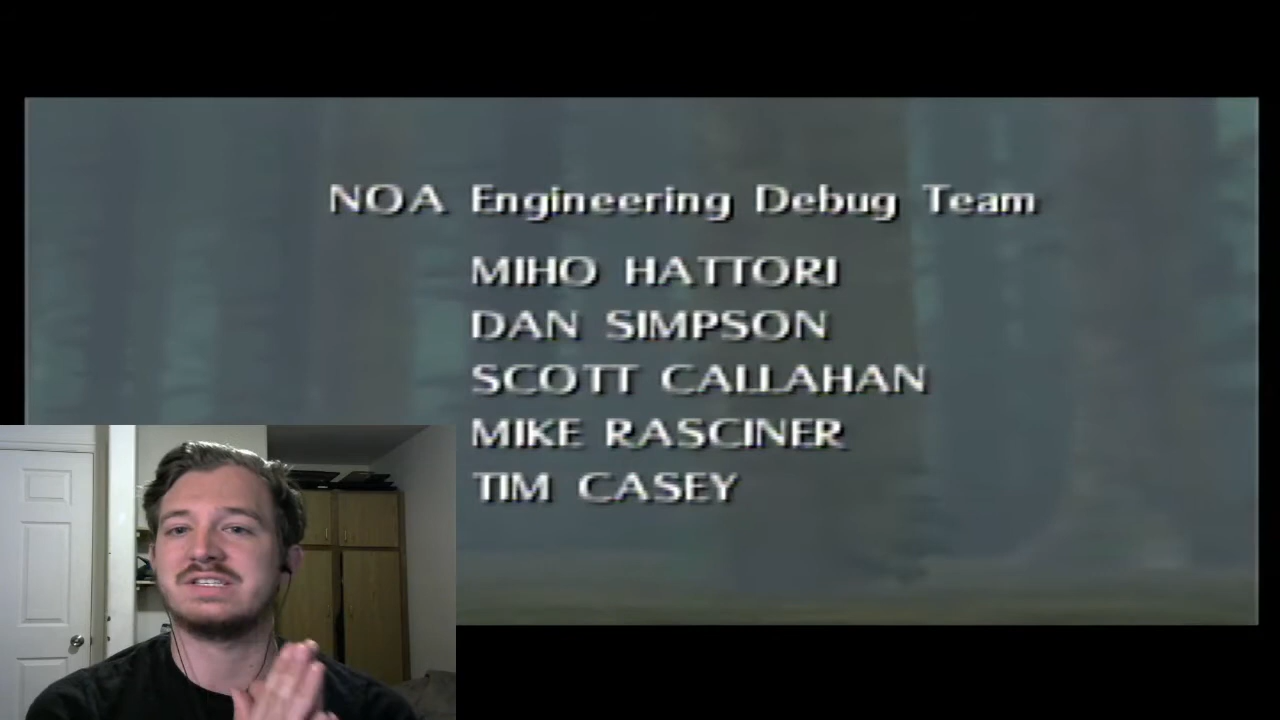 NOA Engineering Debug Team
MIHO HATTORI
DAN SIMPSON
SCOTT CALLAHAN
MIKE RASCINER
TIM CASEY